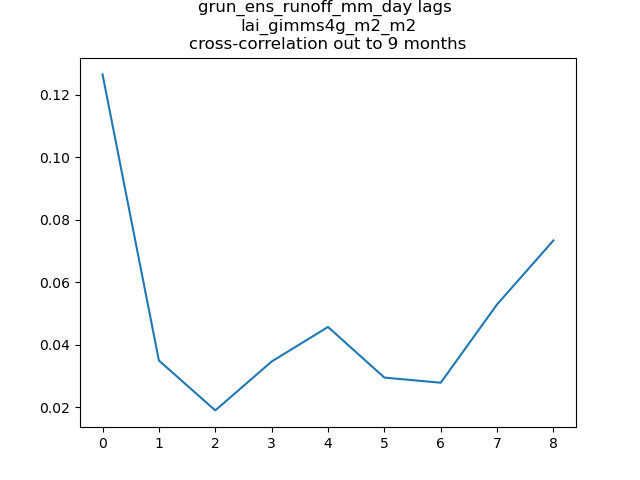 grun_ens_runoff_mm_day lags
lai_gimms4g_m2_m2
cross-correlation out to 9 months
0.12
0.10
0.08
0.06
0.04
0.02
0 1 2 3 4 5 6 7 8